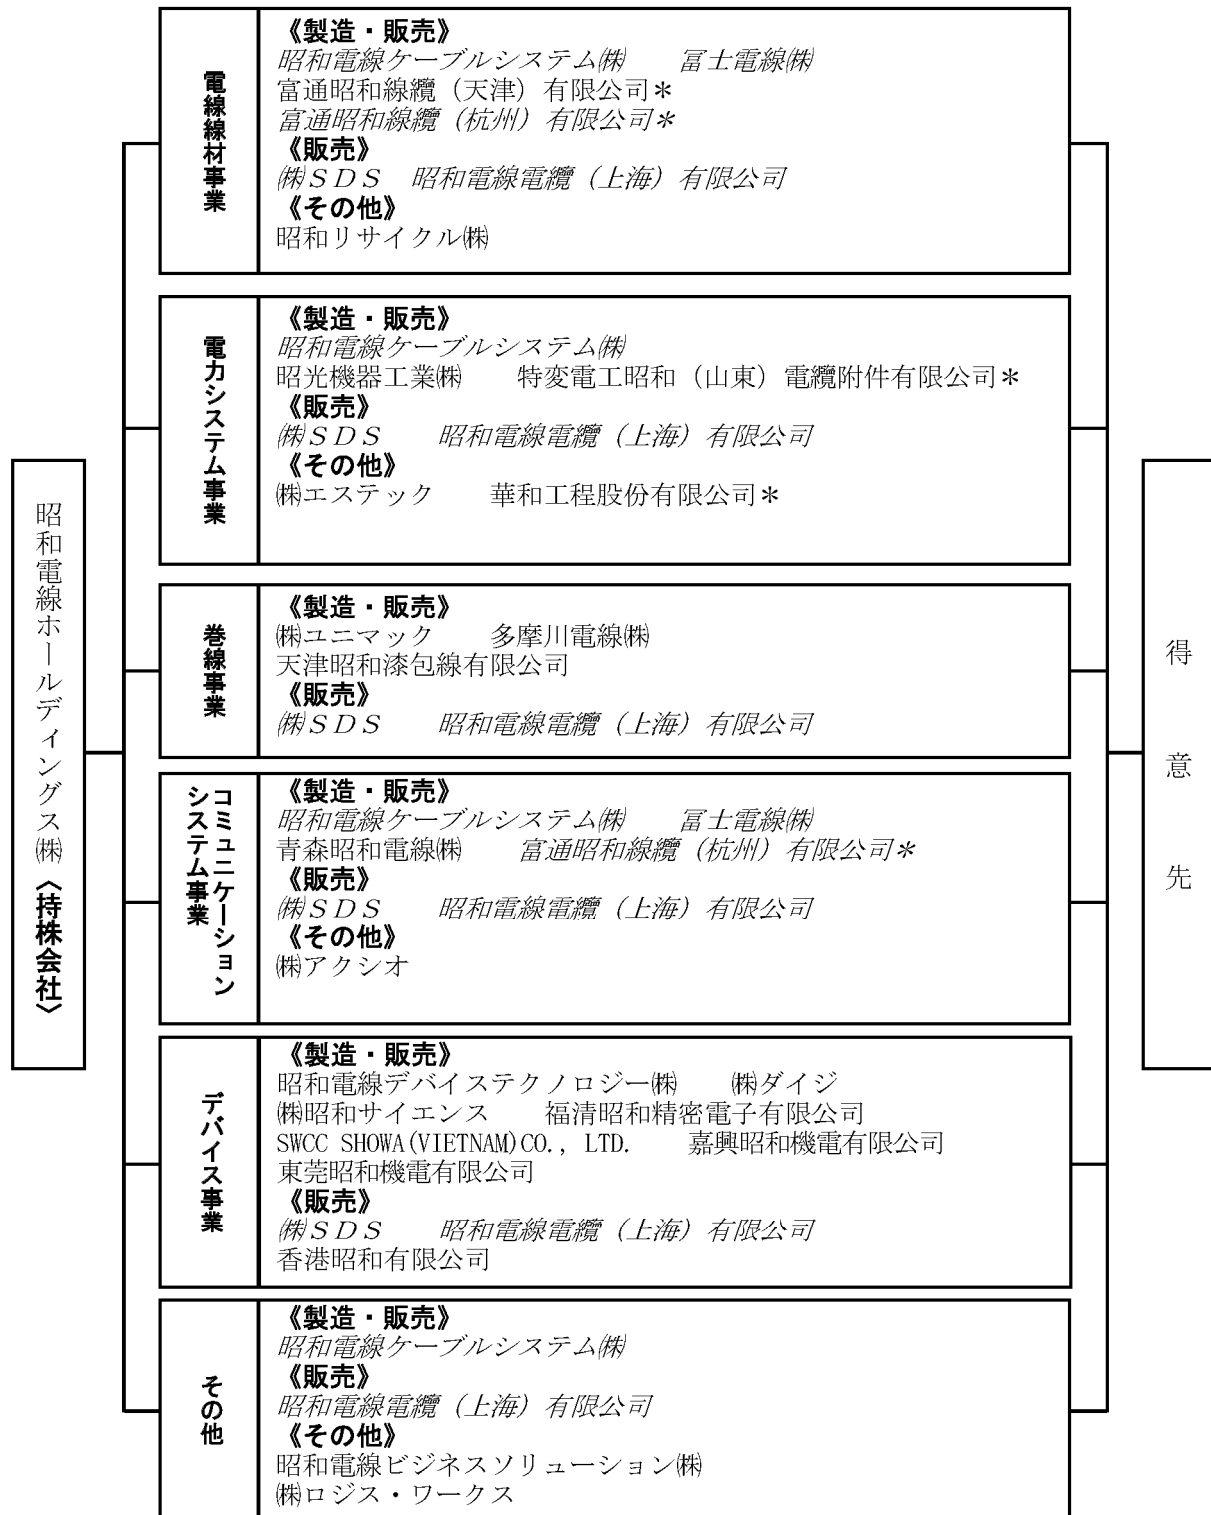 昭和電線ホールディングス㈱〈持株会社〉
電線線材事業
《製造・販売》
昭和電線ケーブルシステム㈱　　冨士電線㈱
富通昭和線纜（天津）有限公司＊
富通昭和線纜（杭州）有限公司＊
《販売》
㈱ＳＤＳ　昭和電線電纜（上海）有限公司
《その他》
昭和リサイクル㈱
電力システム事業
《製造・販売》
昭和電線ケーブルシステム㈱
昭光機器工業㈱　　特変電工昭和（山東）電纜附件有限公司＊
《販売》
㈱ＳＤＳ　　昭和電線電纜（上海）有限公司
《その他》
㈱エステック　　華和工程股份有限公司＊
巻線事業
《製造・販売》
㈱ユニマック　　多摩川電線㈱
天津昭和漆包線有限公司
《販売》
㈱ＳＤＳ　　昭和電線電纜（上海）有限公司
コミュニケーション
システム事業
《製造・販売》
昭和電線ケーブルシステム㈱　　冨士電線㈱
青森昭和電線㈱　　富通昭和線纜（杭州）有限公司＊
《販売》
㈱ＳＤＳ　　昭和電線電纜（上海）有限公司
《その他》
㈱アクシオ
デバイス事業
《製造・販売》
昭和電線デバイステクノロジー㈱　　㈱ダイジ
㈱昭和サイエンス　　福清昭和精密電子有限公司
SWCC SHOWA(VIETNAM)CO., LTD.　　嘉興昭和機電有限公司
東莞昭和機電有限公司
《販売》
㈱ＳＤＳ　　昭和電線電纜（上海）有限公司
香港昭和有限公司
その他
《製造・販売》
昭和電線ケーブルシステム㈱
《販売》
昭和電線電纜（上海）有限公司
《その他》
昭和電線ビジネスソリューション㈱
㈱ロジス・ワークス
得意先